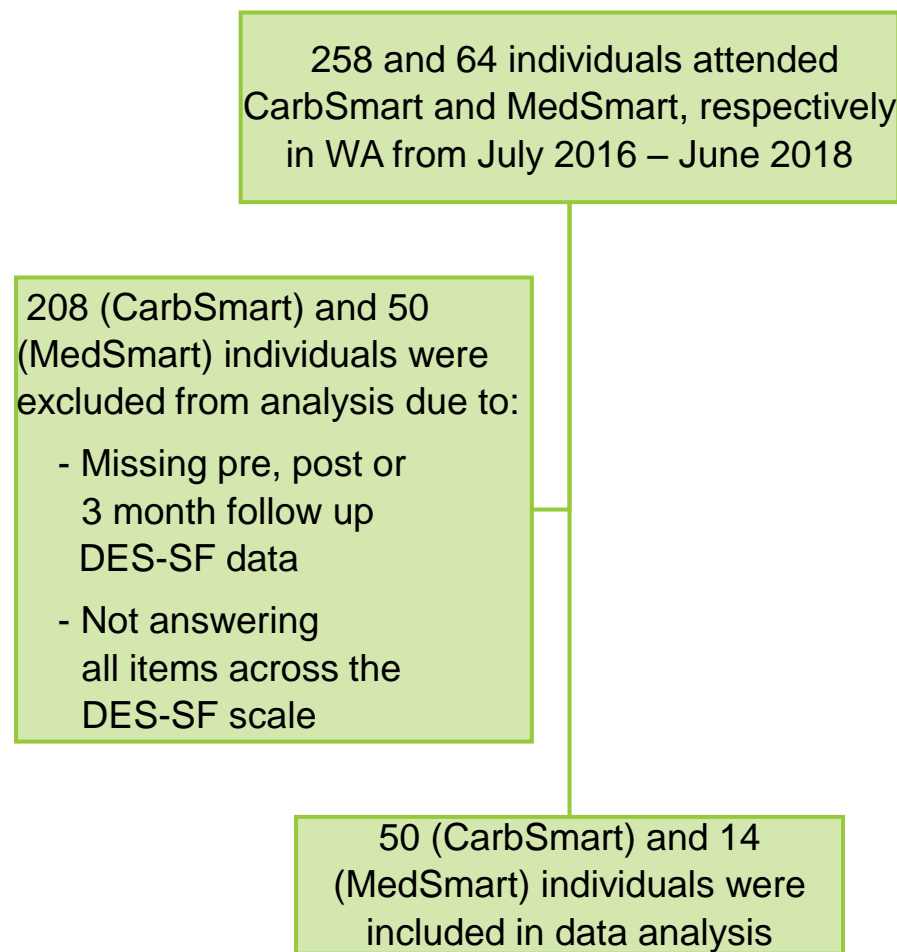 258 and 64 individuals attended
CarbSmart and MedSmart, respectively
in WA from July 2016 – June 2018
208 (CarbSmart) and 50
(MedSmart) individuals were
excluded from analysis due to:
- Missing pre, post or
3 month follow up
DES-SF data
- Not answering
all items across the
DES-SF scale
50 (CarbSmart) and 14
(MedSmart) individuals were
included in data analysis